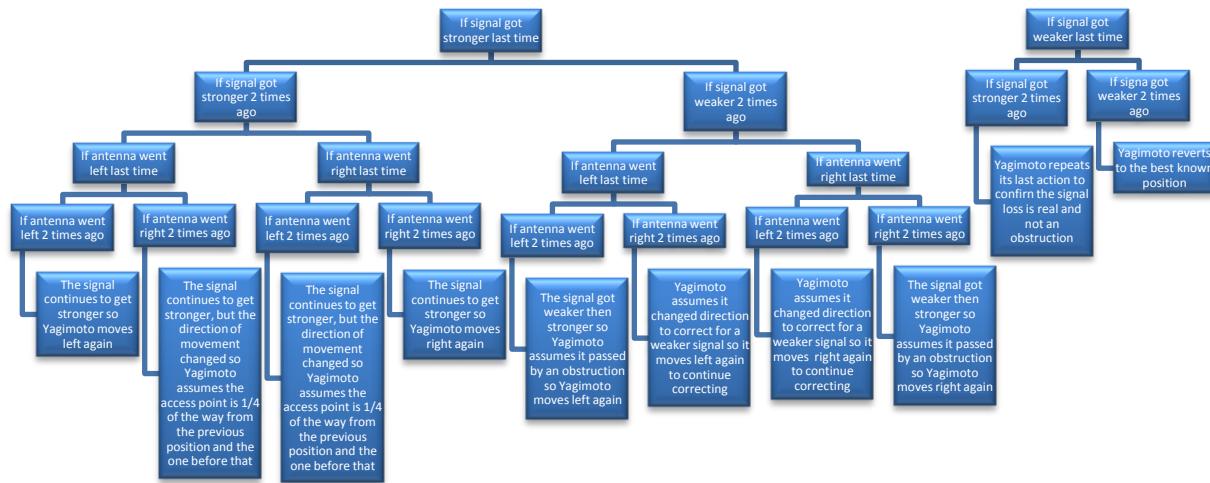 If signal got
stronger last time
If signal got
weaker last time
If signal got
stronger 2 times
ago
If signal got
weaker 2 times
ago
If signal got
stronger 2 times
ago
If signa got
weaker 2 times
ago
If antenna went
left last time
If antenna went
right last time
If antenna went
left last time
If antenna went
right last time
Yagimoto repeats
its last action to
confirn the signal
loss is real and
not an
obstruction
Yagimoto reverts
to the best known
position
If antenna went
left 2 times ago
If antenna went
right 2 times ago
If antenna went
left 2 times ago
If antenna went
right 2 times ago
If antenna went
left 2 times ago
If antenna went
right 2 times ago
If antenna went
left 2 times ago
If antenna went
right 2 times ago
The signal
continues to get
stronger so
Yagimoto moves
left again
The signal
continues to get
stronger, but the
direction of
movement
changed so
Yagimoto
assumes the
access point is 1/4
of the way from
the previous
position and the
one before that
The signal
continues to get
stronger, but the
direction of
movement
changed so
Yagimoto
assumes the
access point is 1/4
of the way from
the previous
position and the
one before that
The signal
continues to get
stronger so
Yagimoto moves
right again
The signal got
weaker then
stronger so
Yagimoto
assumes it passed
by an obstruction
so Yagimoto
moves left again
Yagimoto
assumes it
changed direction
to correct for a
weaker signal so it
moves left again
to continue
correcting
Yagimoto
assumes it
changed direction
to correct for a
weaker signal so it
moves right again
to continue
correcting
The signal got
weaker then
stronger so
Yagimoto
assumes it passed
by an obstruction
so Yagimoto
moves right again